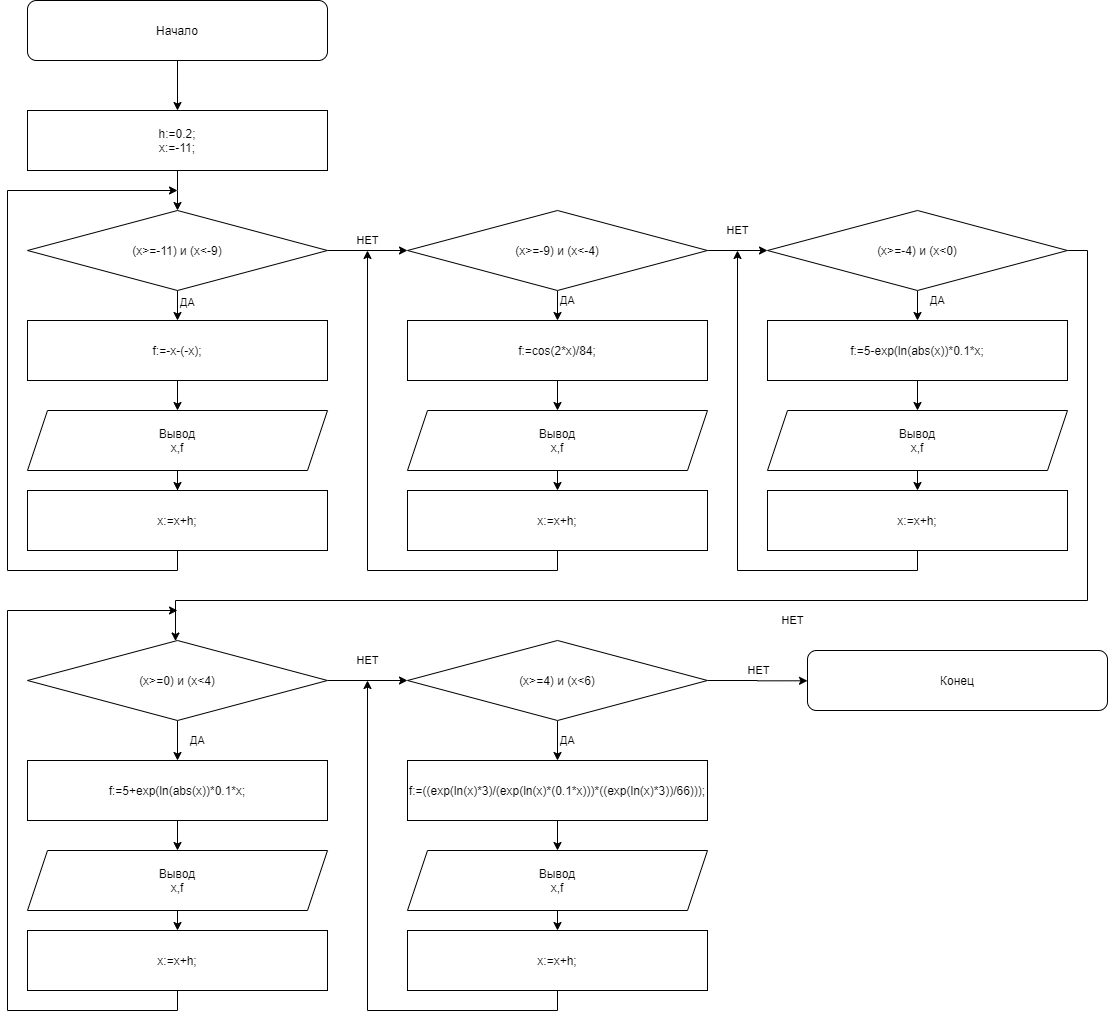 Начало
h:=0.2;
x:=-11;
(x>=-11) и (x<-9)
НЕТ
(x>=-9) и (x<-4)
НЕТ
(x>=-4) и (x<0)
ДА
ДА
ДА
f:=-x-(-x);
f:=cos(2*x)/84;
f:=5-exp(ln(abs(x))*0.1*x;
Вывод
x,f
Вывод
x,f
Вывод
x,f
x:=x+h;
x:=x+h;
x:=x+h;
НЕТ
(x>=0) и (x<4)
НЕТ
(x>=4) и (x<6)
НЕТ
Конец
ДА
ДА
f:=5+exp(ln(abs(x))*0.1*x;
f:=((exp(ln(x)*3)/(exp(ln(x)*(0.1*x)))*((exp(ln(x)*3))/66)));
Вывод
x,f
Вывод
x,f
x:=x+h;
x:=x+h;